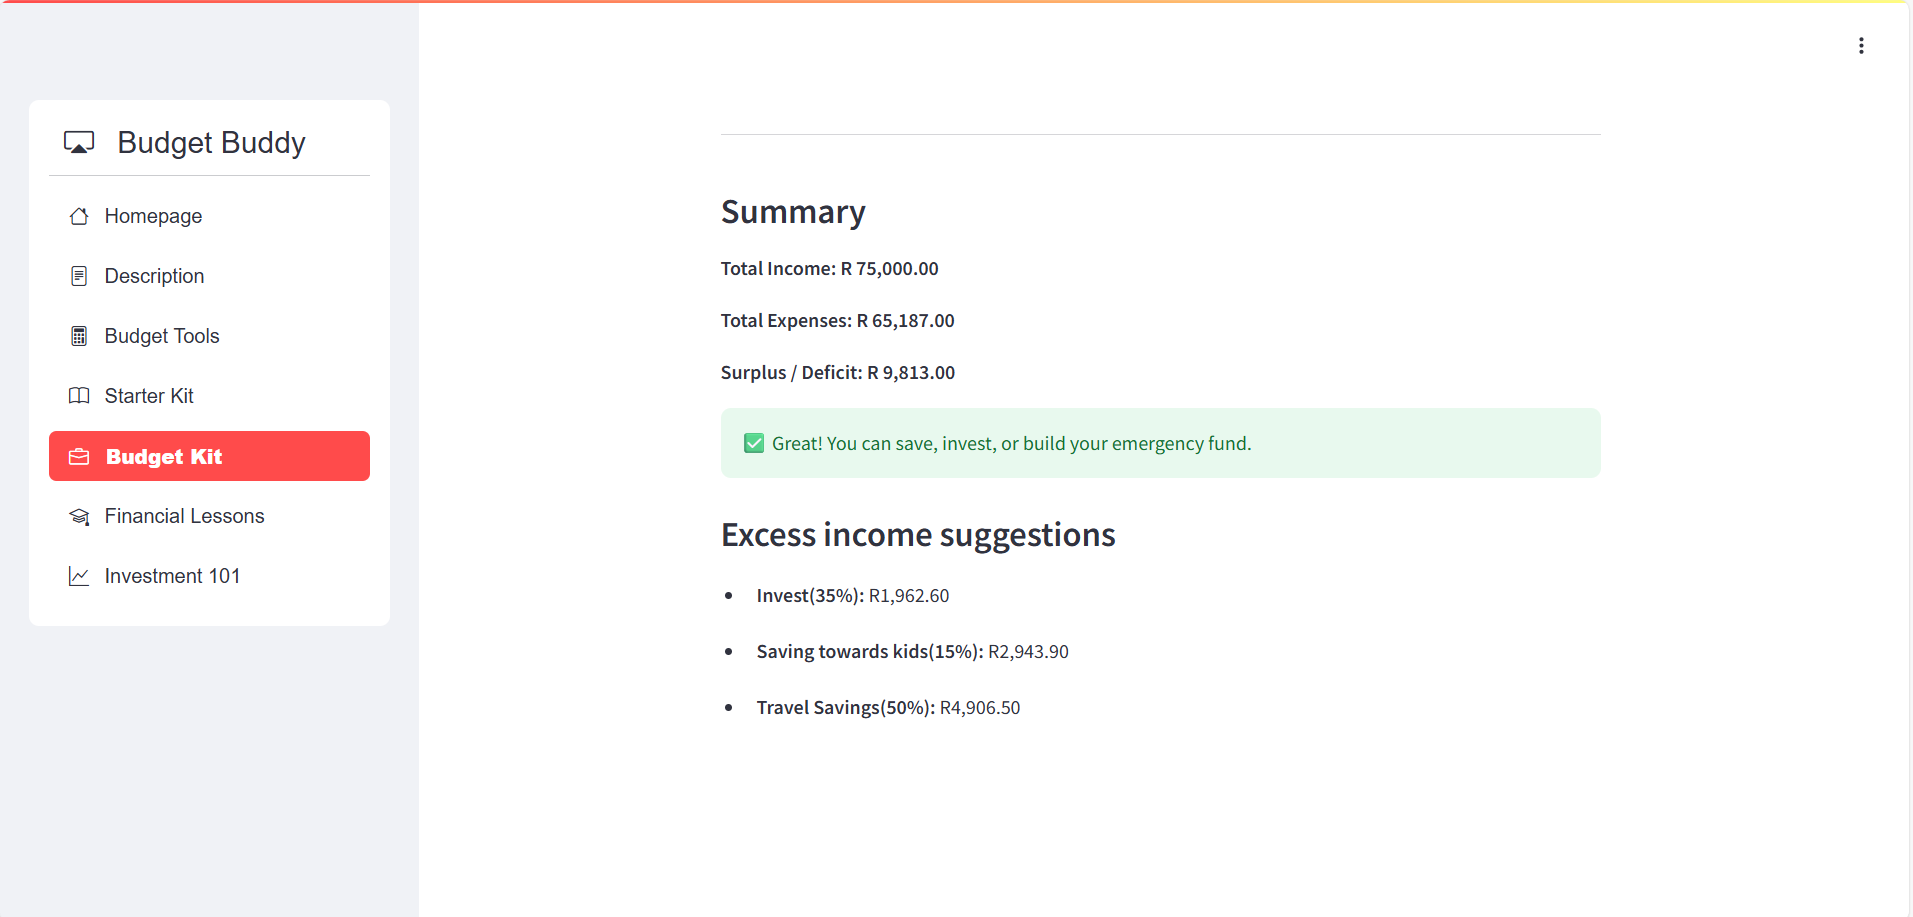 Budget Buddy
Homepage
Description
Budget Tools
Starter Kit
Budget Kit
Financial Lessons
Investment 101
Summary
Total Income: R 75,000.00
Total Expenses: R 65,187.00
Surplus / Deficit: R 9,813.00
✅ Great! You can save, invest, or build your emergency fund.
Excess income suggestions
• Invest(35%): R1,962.60
• Saving towards kids(15%): R2,943.90
• Travel Savings(50%): R4,906.50